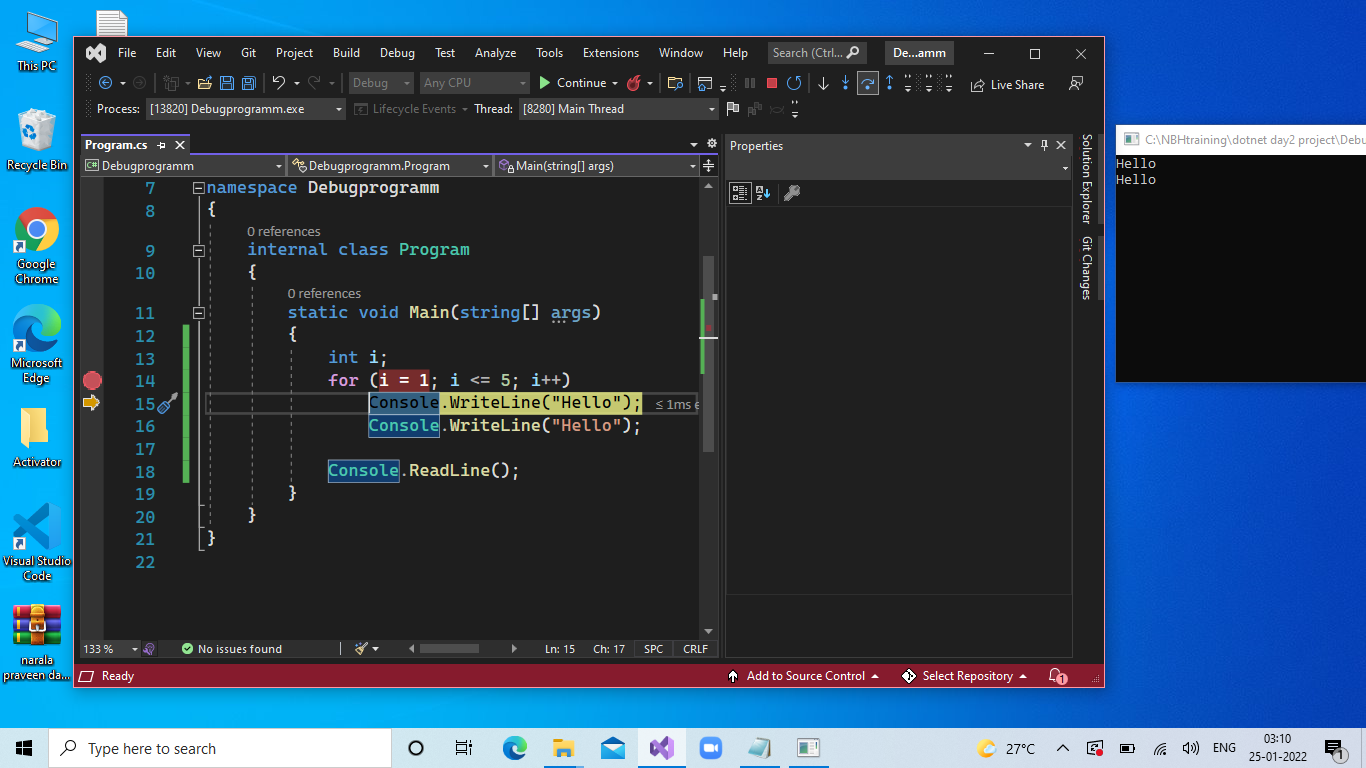 This PC
Recycle Bin
Google
Chrome
Microsoft
Edge
Activator
Visual Studio
Code
narala
praveen da...
File Edit View Git Project Build Debug Test Analyze Tools Extensions Window Help Search (Ctrl... De...amm
Debug Any CPU Continue Live Share
Process: [13820] Debugprogramm.exe Lifecycle Events Thread: [8280] Main Thread
Program.cs
Debugprogramm Debugprogramm.Program Main(string[] args)
7 namespace Debugprogramm
8 {
0 references
9 internal class Program
10 {
0 references
11 static void Main(string[] args)
12 {
13 int i;
14 for (i = 1; i <= 5; i++)
15 Console.WriteLine("Hello"); ≤ 1ms e
16 Console.WriteLine("Hello");
17
18 Console.ReadLine();
19 }
20 }
21 }
22
133 % No issues found Ln: 15 Ch: 17 SPC CRLF
Properties
Solution Explorer
Git Changes
Ready Add to Source Control Select Repository 1
C:\NBHtraining\dotnet day2 project\Debu
Hello
Hello
Type here to search
27°C ENG
03:10
25-01-2022
1